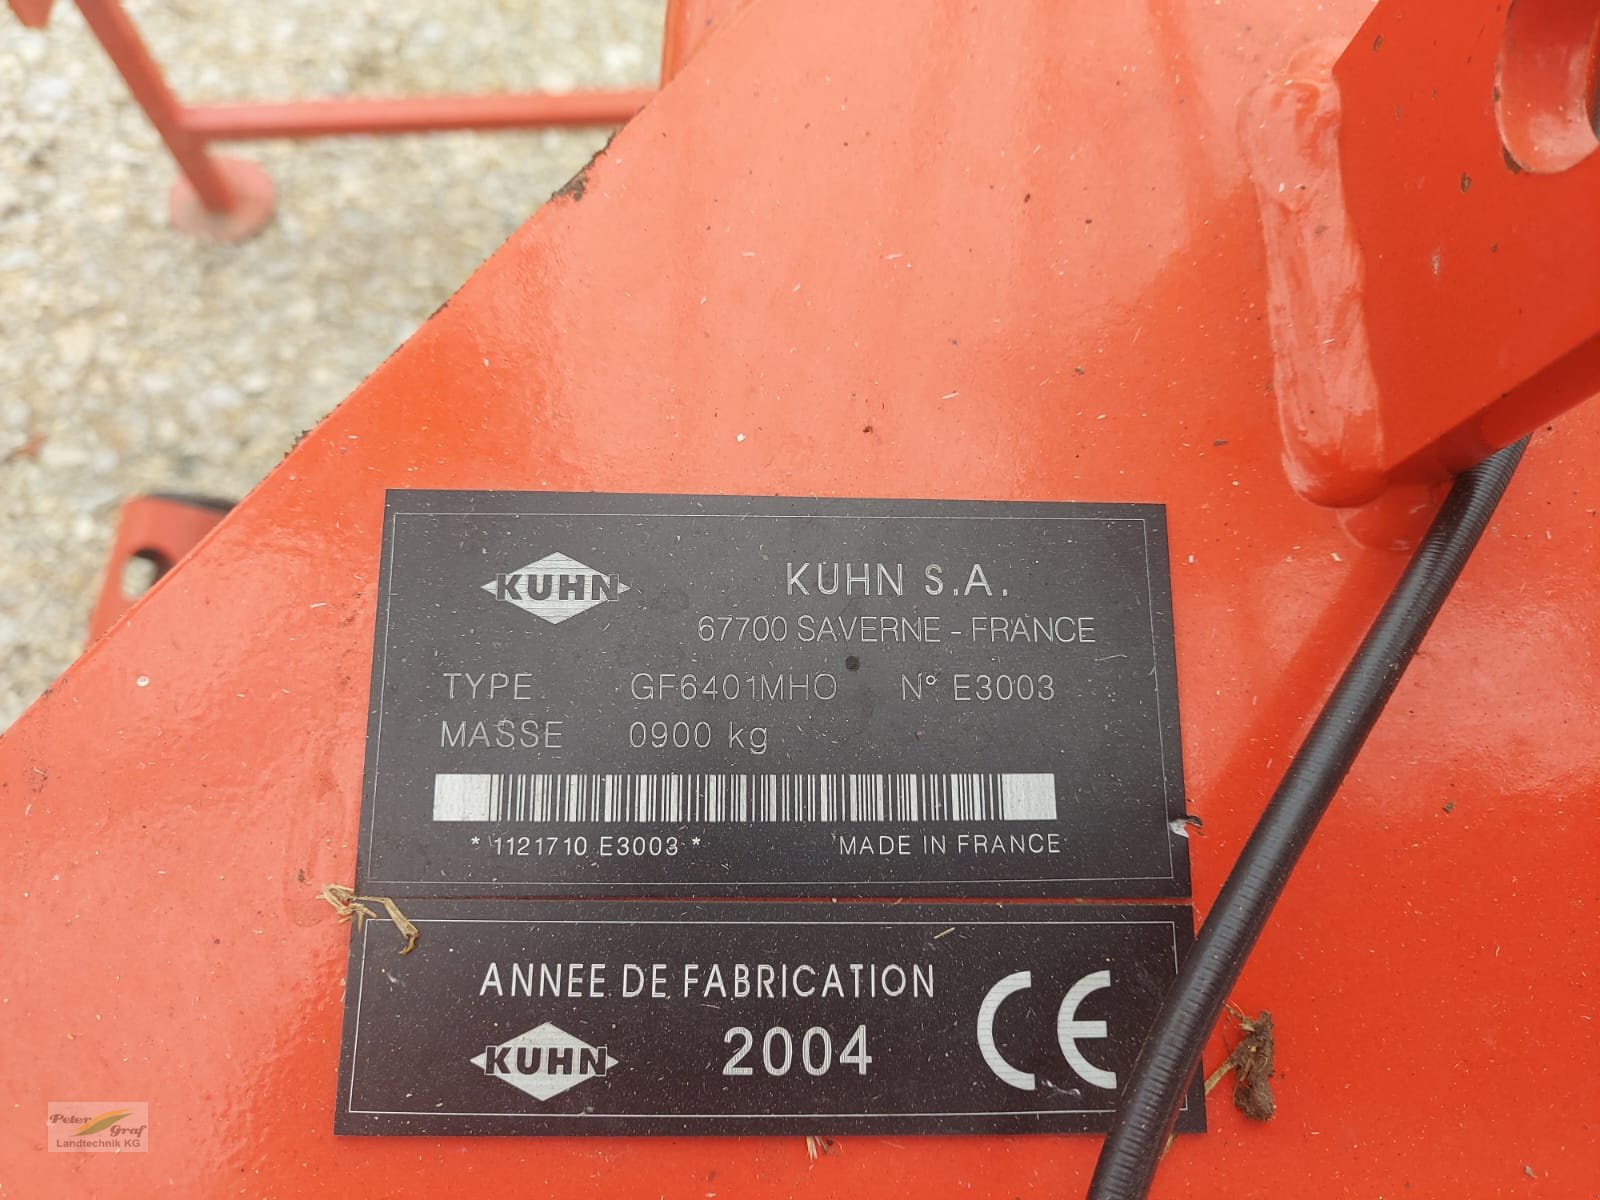 KUHN
KUHN S.A.
67700 SAVERNE - FRANCE
TYPE GF6401MHO N° E3003
MASSE 0900 kg
* 1121710 E3003 *
MADE IN FRANCE
ANNEE DE FABRICATION
KUHN
2004
CE
Peter
Graf
Landtechnik KG